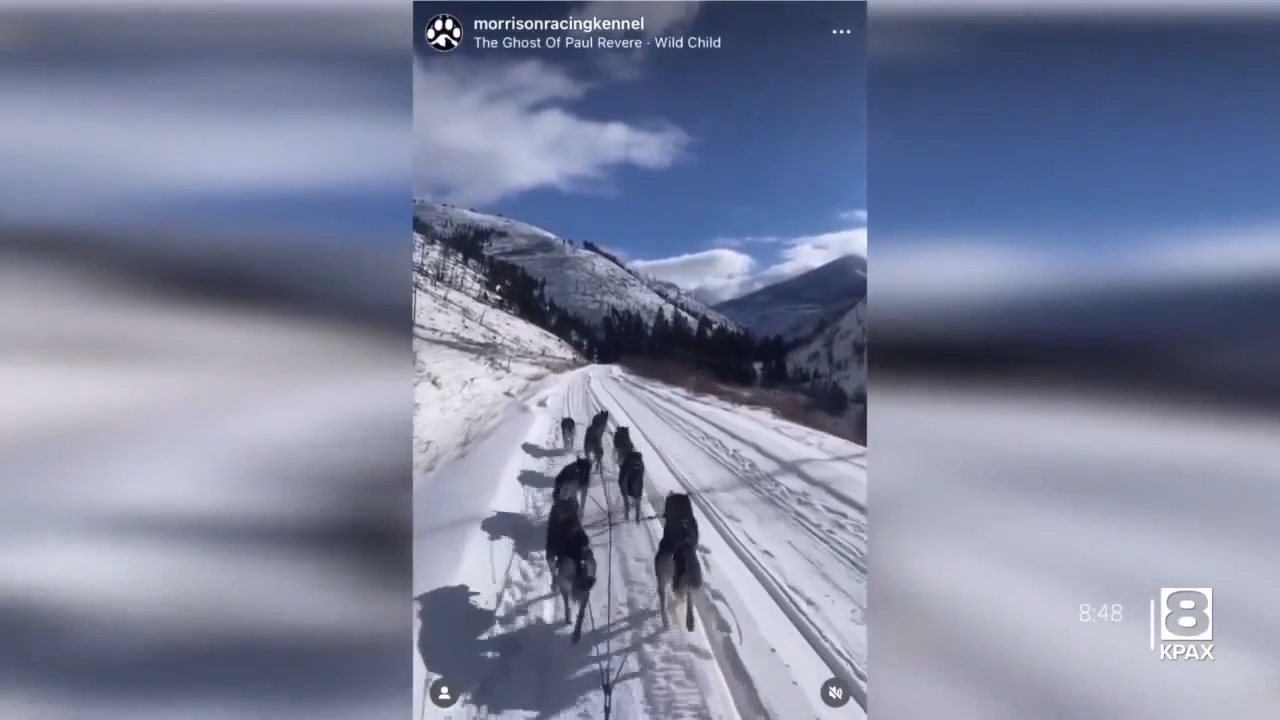 morrisonracingkennel
The Ghost Of Paul Revere · Wild Child
8:48
8
KPAX